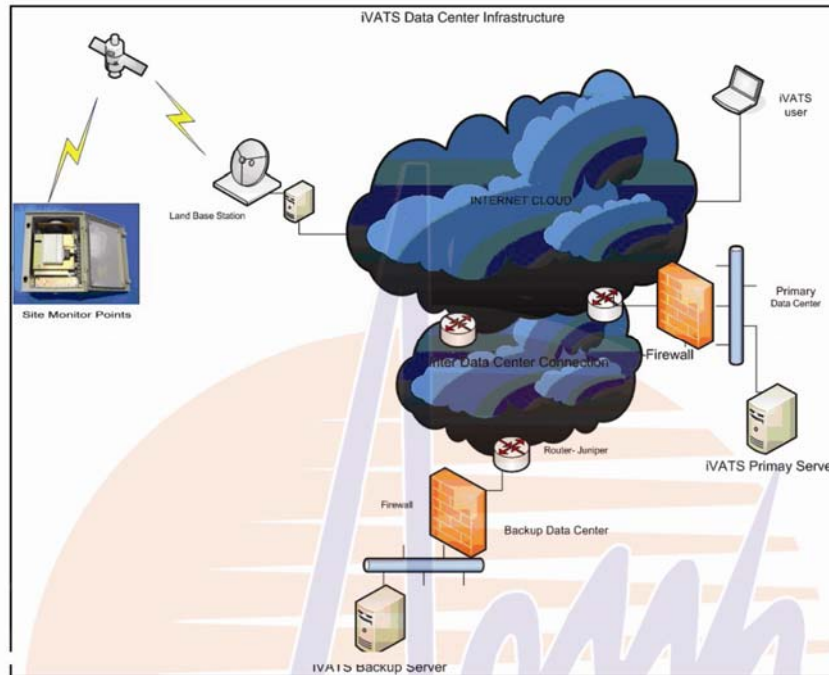 iVATS Data Center Infrastructure
iVATS
user
INTERNET CLOUD
Land Base Station
Site Monitor Points
Primary
Data Center
Inter Data Center Connection
-Firewall
Router- Juniper
iVATS Primay Serve
Firewall
Backup Data Center
iVATS Backup Server